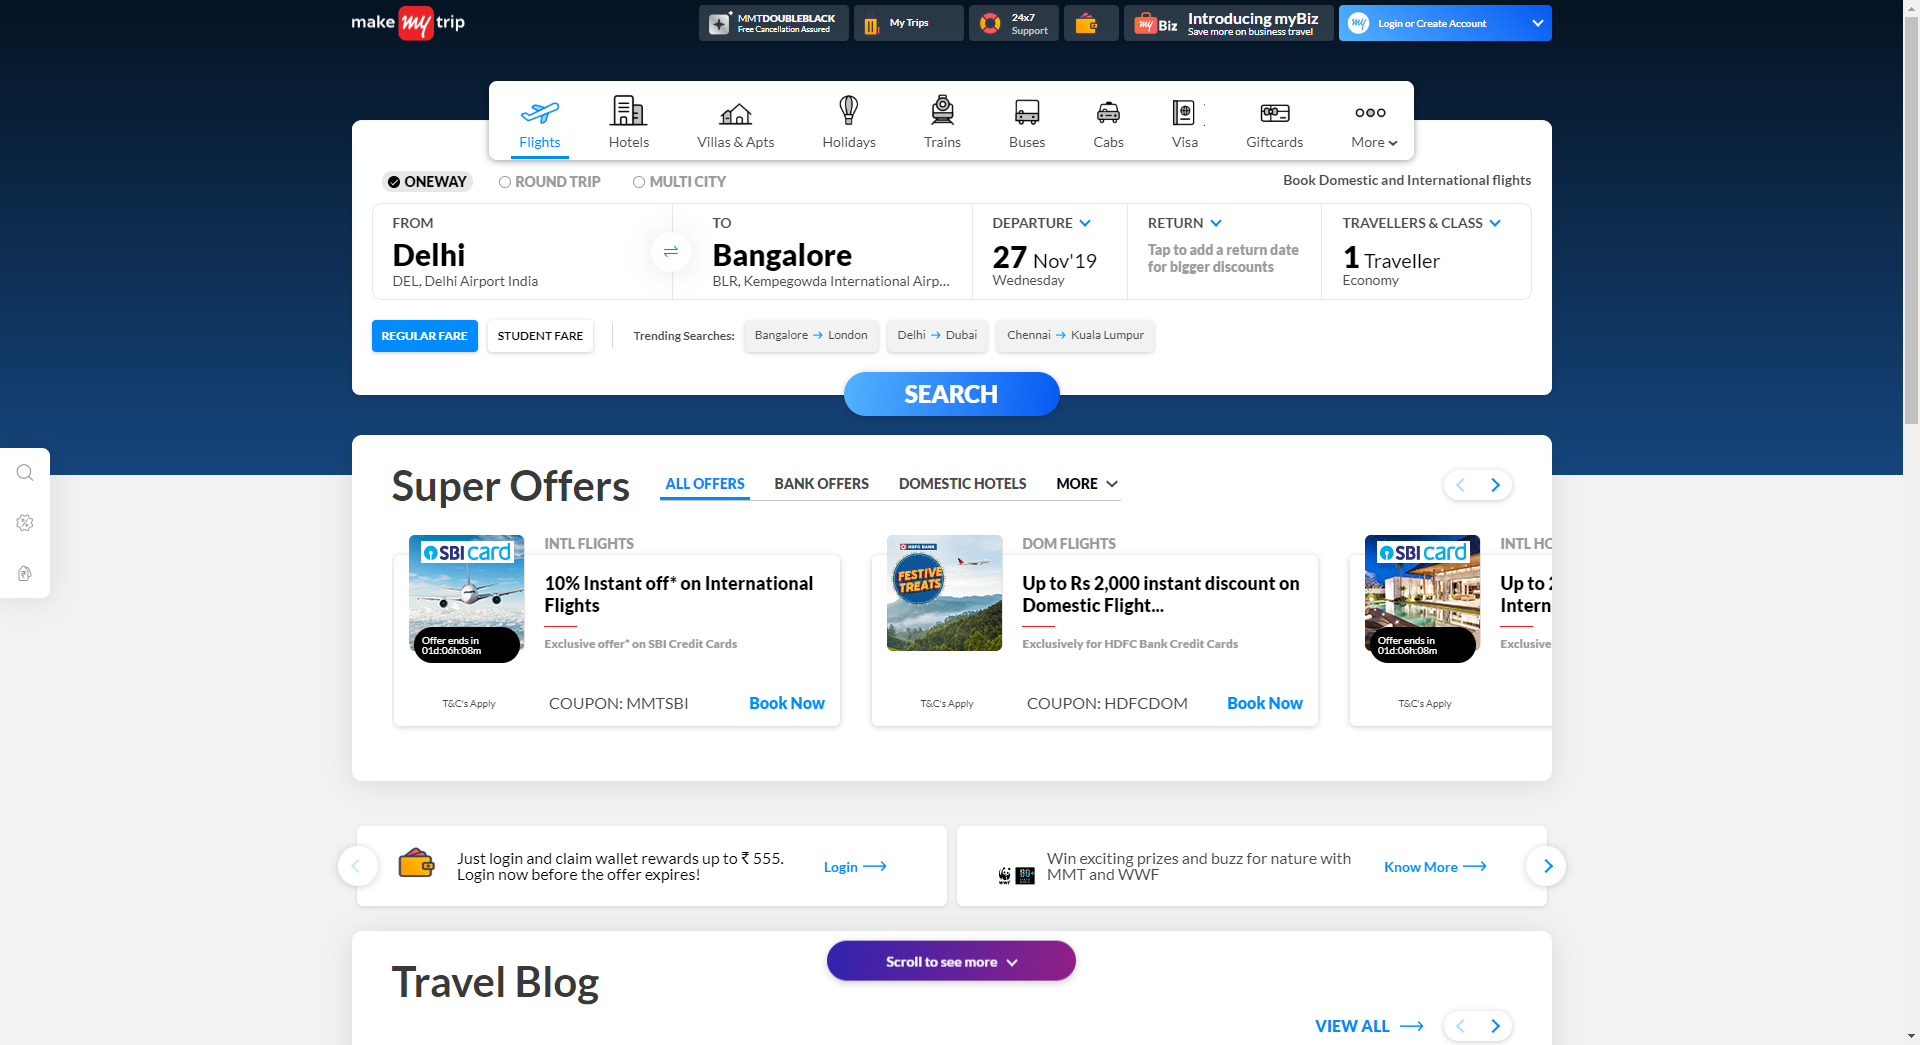 make my trip
MMTDOUBLEBLACK
Free Cancellation Assured
My Trips
24x7
Support
my Biz
Introducing myBiz
Save more on business travel
my
Login or Create Account
Flights
Hotels
Villas & Apts
Holidays
Trains
Buses
Cabs
Visa
Giftcards
More
ONEWAY
ROUND TRIP
MULTI CITY
Book Domestic and International flights
FROM
Delhi
DEL, Delhi Airport India
TO
Bangalore
BLR, Kempegowda International Airp...
DEPARTURE
27 Nov'19
Wednesday
RETURN
Tap to add a return date
for bigger discounts
TRAVELLERS & CLASS
1 Traveller
Economy
REGULAR FARE
STUDENT FARE
Trending Searches:
Bangalore → London
Delhi → Dubai
Chennai → Kuala Lumpur
SEARCH
Super Offers
ALL OFFERS
BANK OFFERS
DOMESTIC HOTELS
MORE
SBI card
Offer ends in
01d:06h:08m
INTL FLIGHTS
10% Instant off* on International
Flights
Exclusive offer* on SBI Credit Cards
T&C's Apply
COUPON: MMTSBI
Book Now
HDFC BANK
FESTIVE
TREATS
DOM FLIGHTS
Up to Rs 2,000 instant discount on
Domestic Flight...
Exclusively for HDFC Bank Credit Cards
T&C's Apply
COUPON: HDFCDOM
Book Now
SBI card
Offer ends in
01d:06h:08m
INTL HO
Up to 2
Intern
Exclusive
T&C's Apply
Just login and claim wallet rewards up to ₹ 555.
Login now before the offer expires!
Login
WWF
Win exciting prizes and buzz for nature with
MMT and WWF
Know More
Scroll to see more
Travel Blog
VIEW ALL